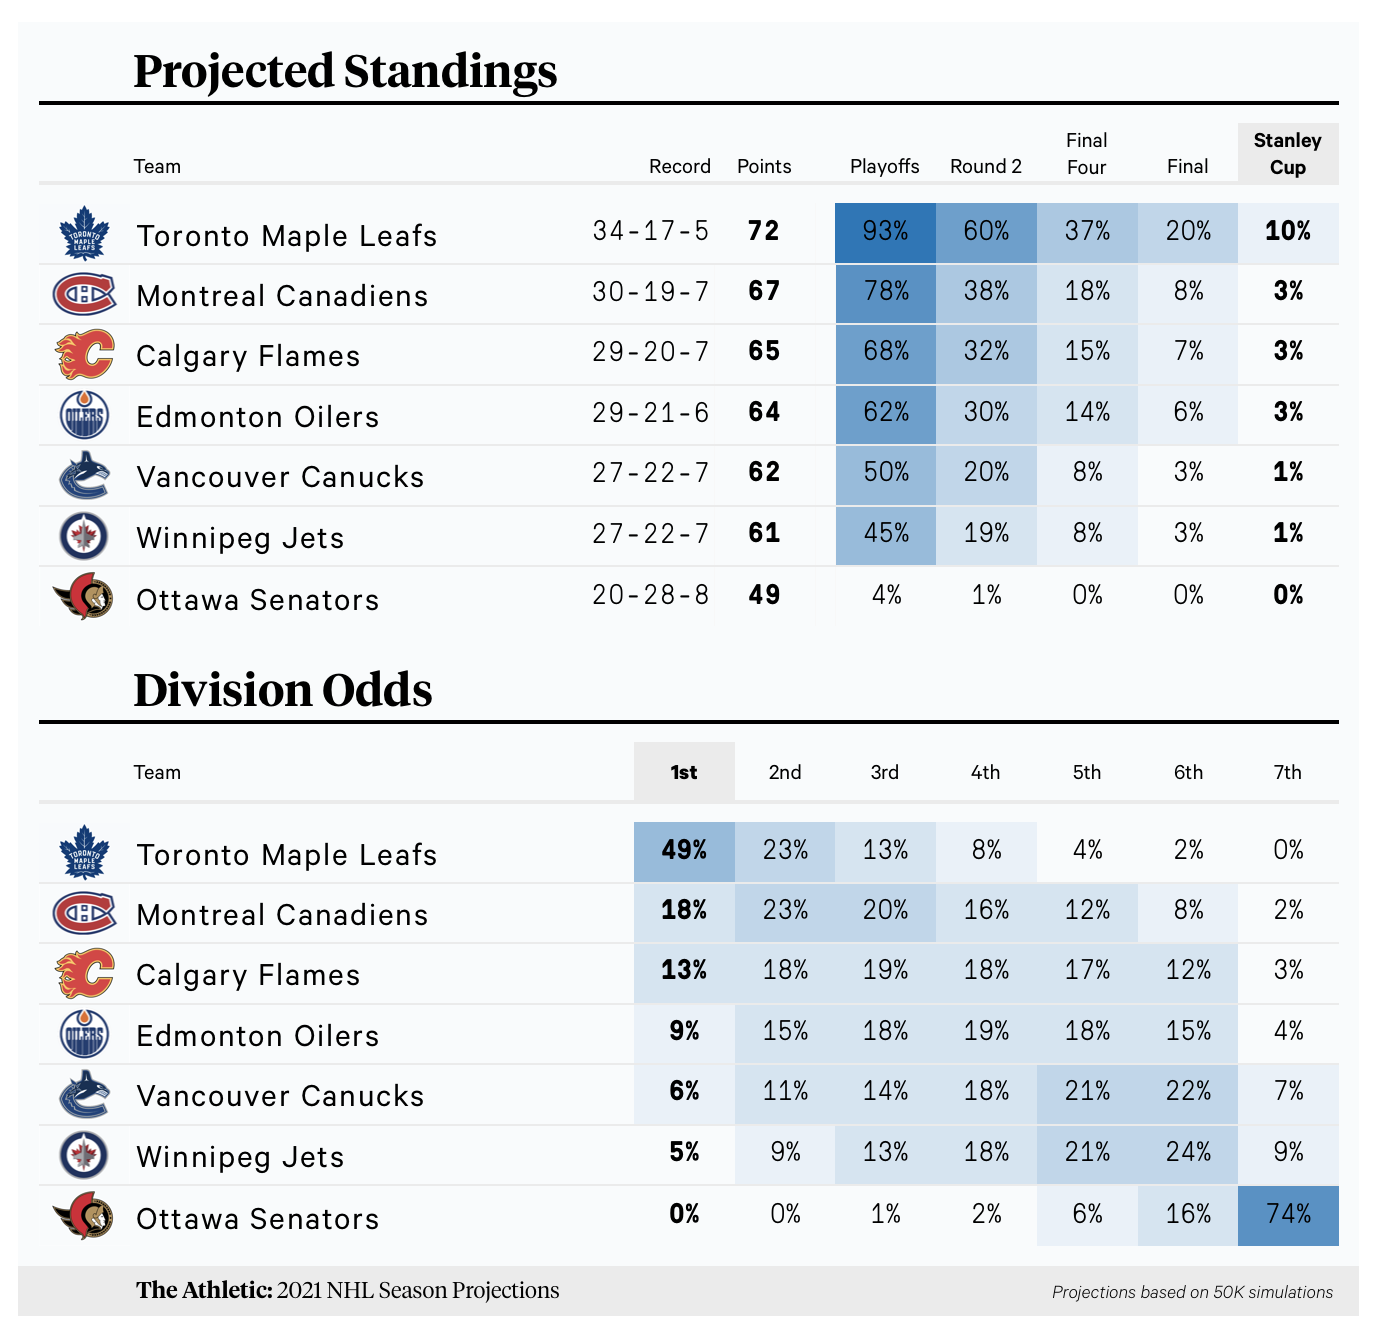 Projected Standings
Team Record Points Playoffs Round 2 Final Four Final Stanley Cup
TORONTO MAPLE LEAFS Toronto Maple Leafs 34-17-5 72 93% 60% 37% 20% 10%
Montreal Canadiens 30-19-7 67 78% 38% 18% 8% 3%
Calgary Flames 29-20-7 65 68% 32% 15% 7% 3%
OILERS Edmonton Oilers 29-21-6 64 62% 30% 14% 6% 3%
Vancouver Canucks 27-22-7 62 50% 20% 8% 3% 1%
Winnipeg Jets 27-22-7 61 45% 19% 8% 3% 1%
Ottawa Senators 20-28-8 49 4% 1% 0% 0% 0%
Division Odds
Team 1st 2nd 3rd 4th 5th 6th 7th
TORONTO MAPLE LEAFS Toronto Maple Leafs 49% 23% 13% 8% 4% 2% 0%
Montreal Canadiens 18% 23% 20% 16% 12% 8% 2%
Calgary Flames 13% 18% 19% 18% 17% 12% 3%
OILERS Edmonton Oilers 9% 15% 18% 19% 18% 15% 4%
Vancouver Canucks 6% 11% 14% 18% 21% 22% 7%
Winnipeg Jets 5% 9% 13% 18% 21% 24% 9%
Ottawa Senators 0% 0% 1% 2% 6% 16% 74%
The Athletic: 2021 NHL Season Projections Projections based on 50K simulations